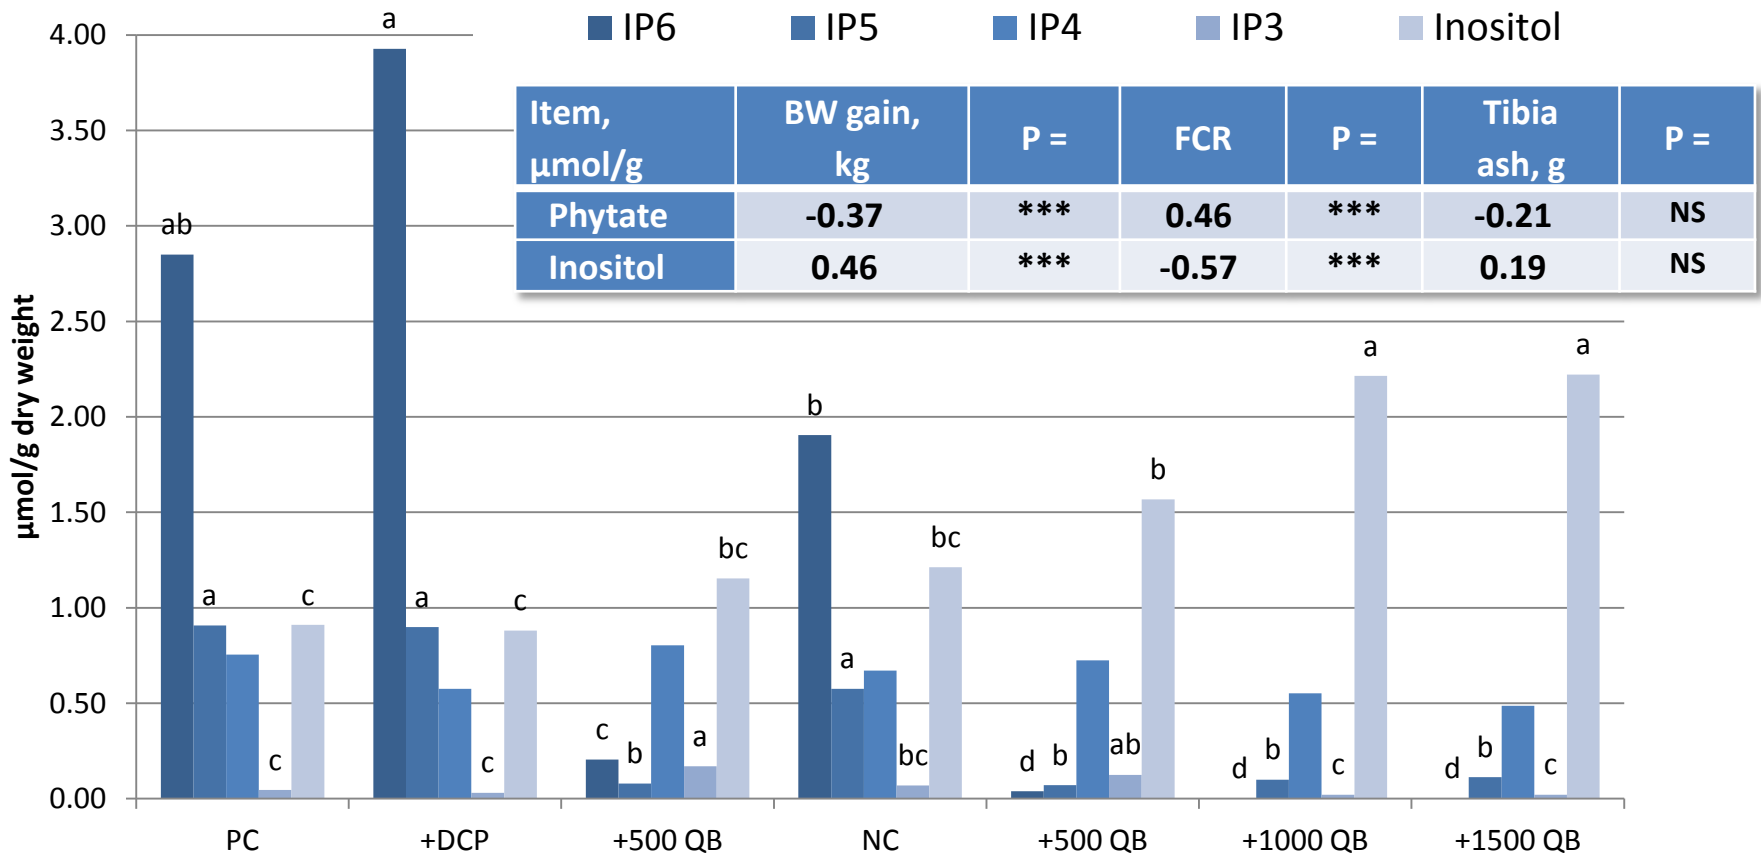 IP6 IP5 IP4 IP3 Inositol
Item, µmol/g BW gain, kg P = FCR P = Tibia ash, g P =
Phytate -0.37 *** 0.46 *** -0.21 NS
Inositol 0.46 *** -0.57 *** 0.19 NS
µmol/g dry weight
4.00
3.50
3.00
2.50
2.00
1.50
1.00
0.50
0.00
ab a c c
a a c c
c b a bc
b a bc bc
d b ab b
d b c a
d b c a
PC +DCP +500 QB NC +500 QB +1000 QB +1500 QB